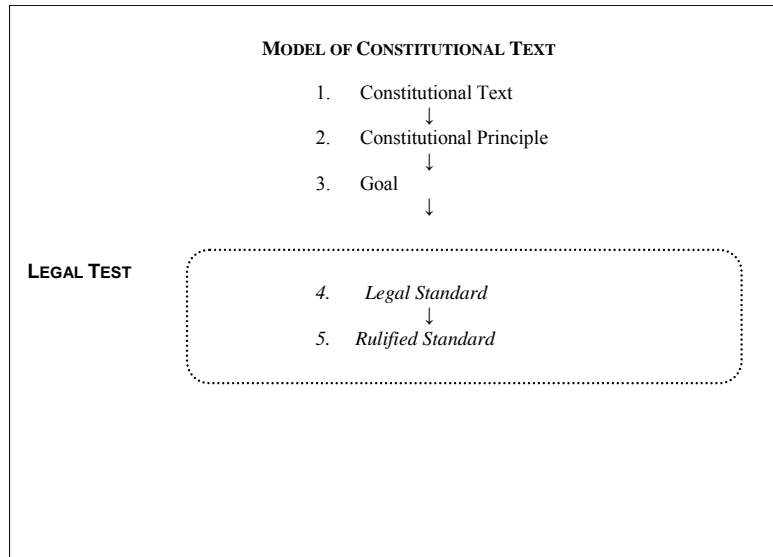 MODEL OF CONSTITUTIONAL TEXT
1. Constitutional Text
↓
2. Constitutional Principle
↓
3. Goal
↓
LEGAL TEST
4. Legal Standard
↓
5. Rulified Standard